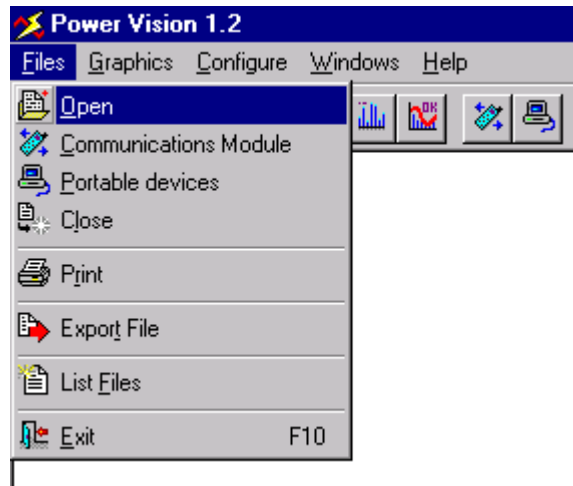 Power Vision 1.2
Files Graphics Configure Windows Help
Open
Communications Module
Portable devices
Close
Print
Export File
List Files
Exit F10
OK